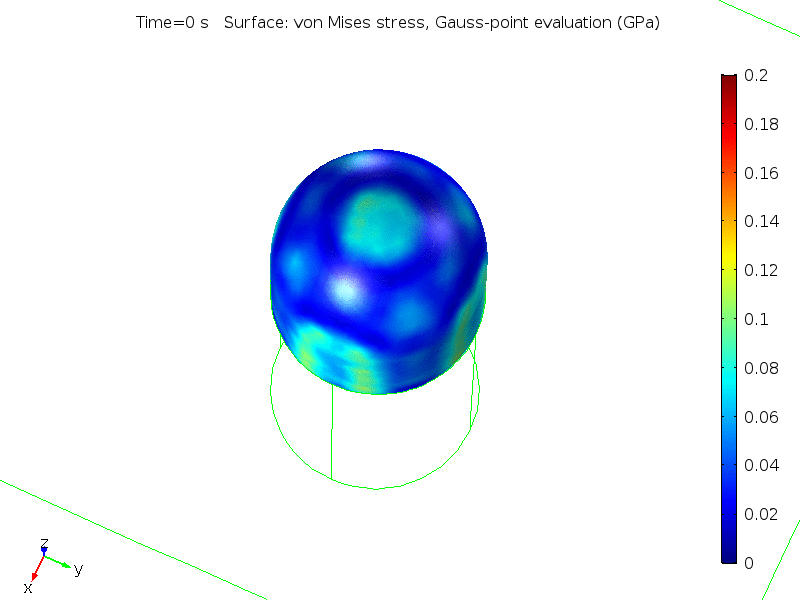 Time=0 s   Surface: von Mises stress, Gauss-point evaluation (GPa)
0.2
0.18
0.16
0.14
0.12
0.1
0.08
0.06
0.04
0.02
0
z
y
x